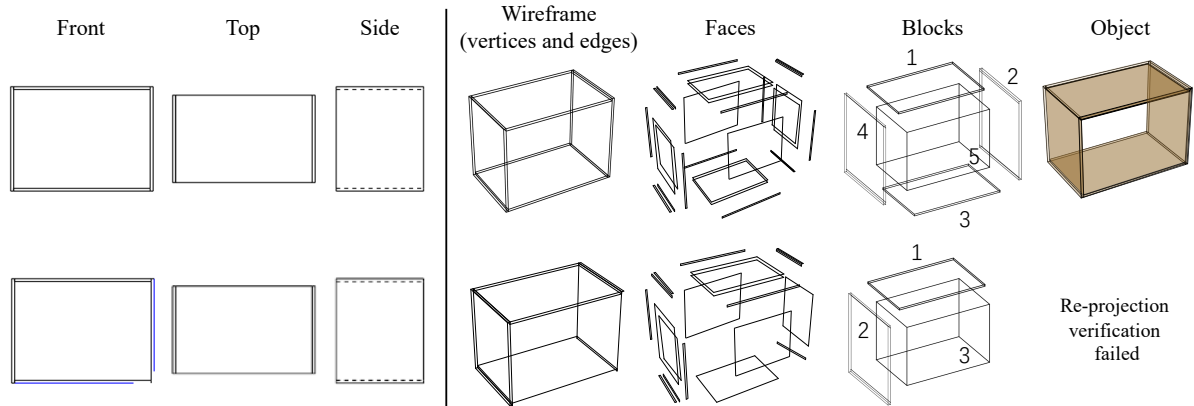 Front
Top
Side
Wireframe
(vertices and edges)
Faces
Blocks
Object
1
2
4
5
3
1
2
3
Re-projection
verification
failed